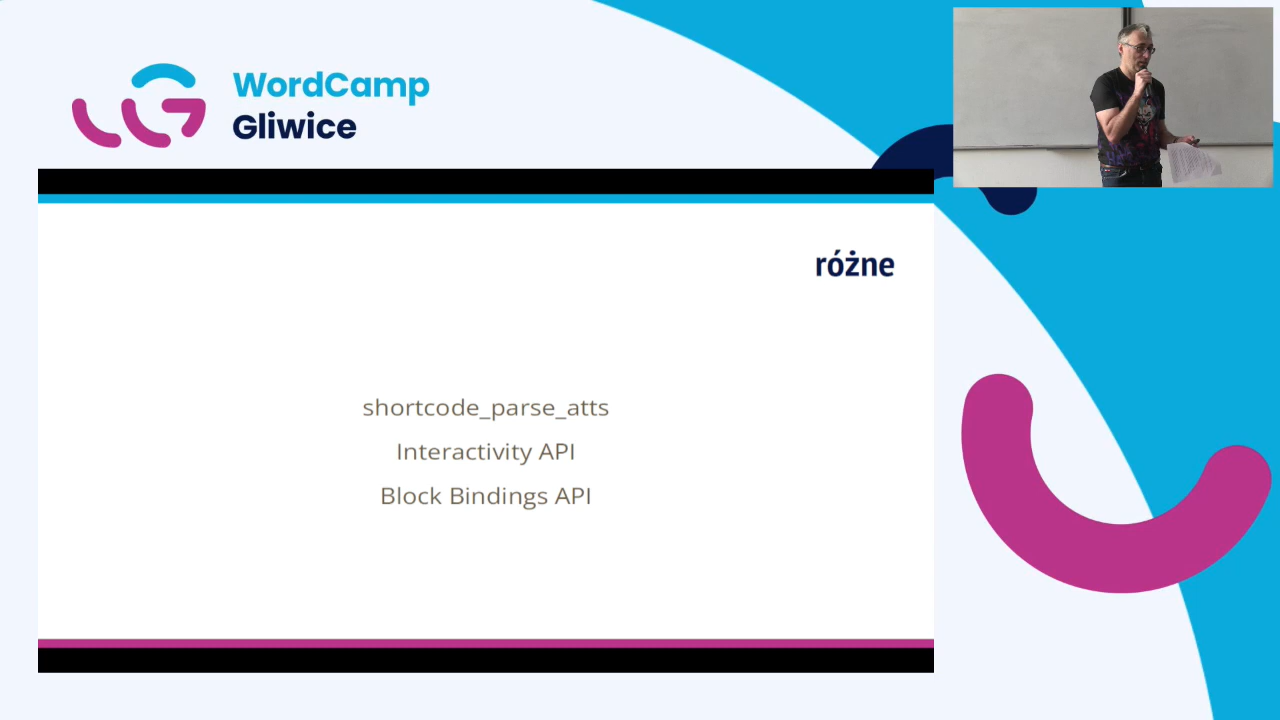 WordCamp
Gliwice
różne
shortcode_parse_atts
Interactivity API
Block Bindings API